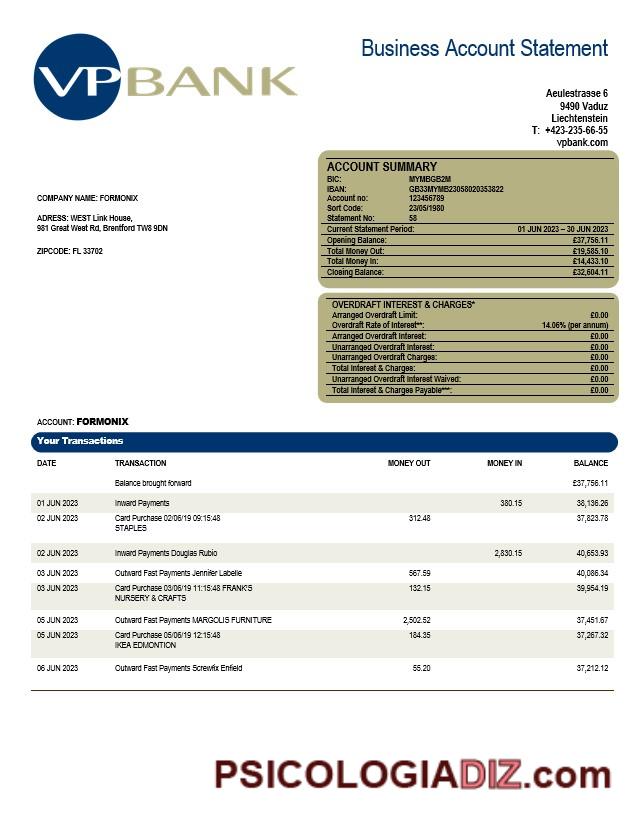 VPBANK
Business Account Statement
Aeulestrasse 6
9490 Vaduz
Liechtenstein
T: +423-235-66-55
vpbank.com
COMPANY NAME: FORMONIX
ADRESS: WEST Link House,
981 Great West Rd, Brentford TW8 9DN
ZIPCODE: FL 33702
ACCOUNT SUMMARY
BIC: MYMBGB2M
IBAN: GB33MYMB23058020353822
Account no: 123456789
Sort Code: 23/05/1980
Statement No: 58
Current Statement Period: 01 JUN 2023 – 30 JUN 2023
Opening Balance: £37,756.11
Total Money Out: £19,585.10
Total Money In: £14,433.10
Closing Balance: £32,604.11
OVERDRAFT INTEREST & CHARGES*
Arranged Overdraft Limit: £0.00
Overdraft Rate of Interest**: 14.06% (per annum)
Arranged Overdraft Interest: £0.00
Unarranged Overdraft Interest: £0.00
Unarranged Overdraft Charges: £0.00
Total Interest & Charges: £0.00
Unarranged Overdraft Interest Waived: £0.00
Total Interest & Charges Payable***: £0.00
ACCOUNT: FORMONIX
Your Transactions
DATE TRANSACTION MONEY OUT MONEY IN BALANCE
Balance brought forward £37,756.11
01 JUN 2023 Inward Payments 380.15 38,136.26
02 JUN 2023 Card Purchase 02/06/19 09:15:48 312.48 37,823.78
STAPLES
02 JUN 2023 Inward Payments Douglas Rubio 2,830.15 40,653.93
03 JUN 2023 Outward Fast Payments Jennifer Labelle 567.59 40,086.34
03 JUN 2023 Card Purchase 03/06/19 11:15:48 FRANK'S 132.15 39,954.19
NURSERY & CRAFTS
05 JUN 2023 Outward Fast Payments MARGOLIS FURNITURE 2,502.52 37,451.67
05 JUN 2023 Card Purchase 05/06/19 12:15:48 184.35 37,267.32
IKEA EDMONTION
06 JUN 2023 Outward Fast Payments Screwfix Enfield 55.20 37,212.12
PSICOLOGIADIZ.com